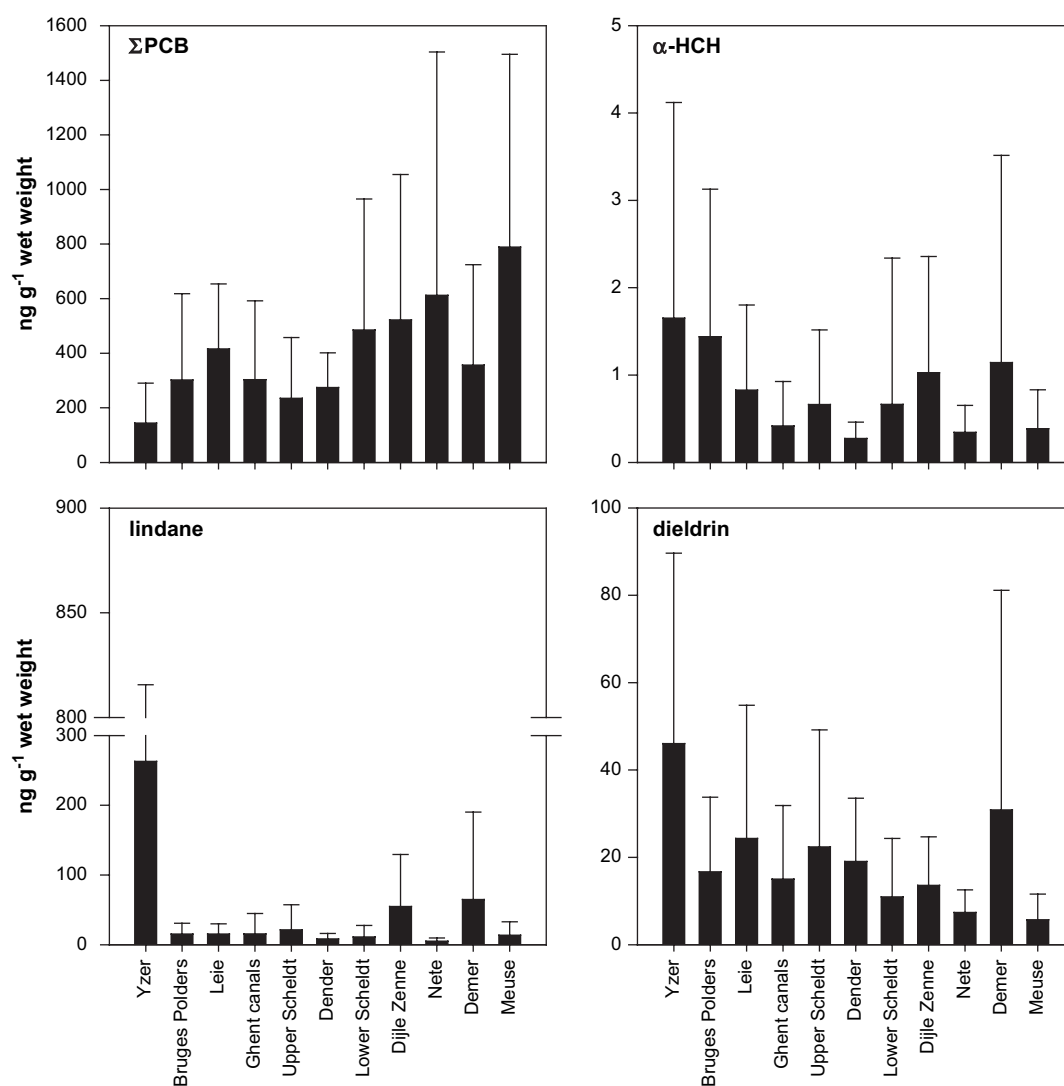 ΣPCB
ng g⁻¹ wet weight
1600
1400
1200
1000
800
600
400
200
0
α-HCH
5
4
3
2
1
0
lindane
ng g⁻¹ wet weight
900
850
800
300
200
100
0
dieldrin
100
80
60
40
20
0
Yzer
Bruges Polders
Leie
Ghent canals
Upper Scheldt
Dender
Lower Scheldt
Dijle Zenne
Nete
Demer
Meuse
Yzer
Bruges Polders
Leie
Ghent canals
Upper Scheldt
Dender
Lower Scheldt
Dijle Zenne
Nete
Demer
Meuse